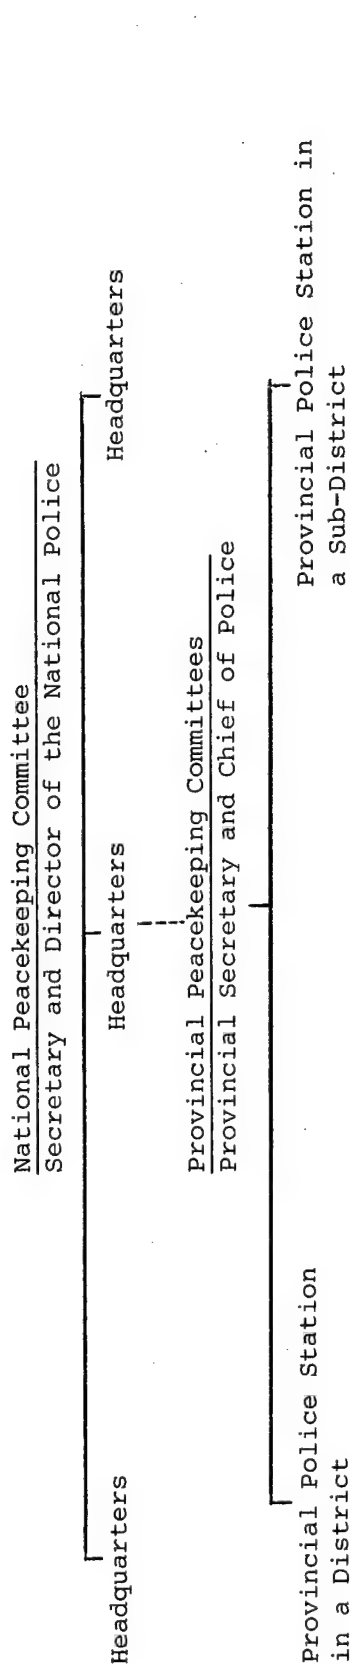 National Peacekeeping Committee
Secretary and Director of the National Police
Headquarters
Headquarters
Headquarters
Provincial Peacekeeping Committees
Provincial Secretary and Chief of Police
Provincial Police Station
in a District
Provincial Police Station in
a Sub-District